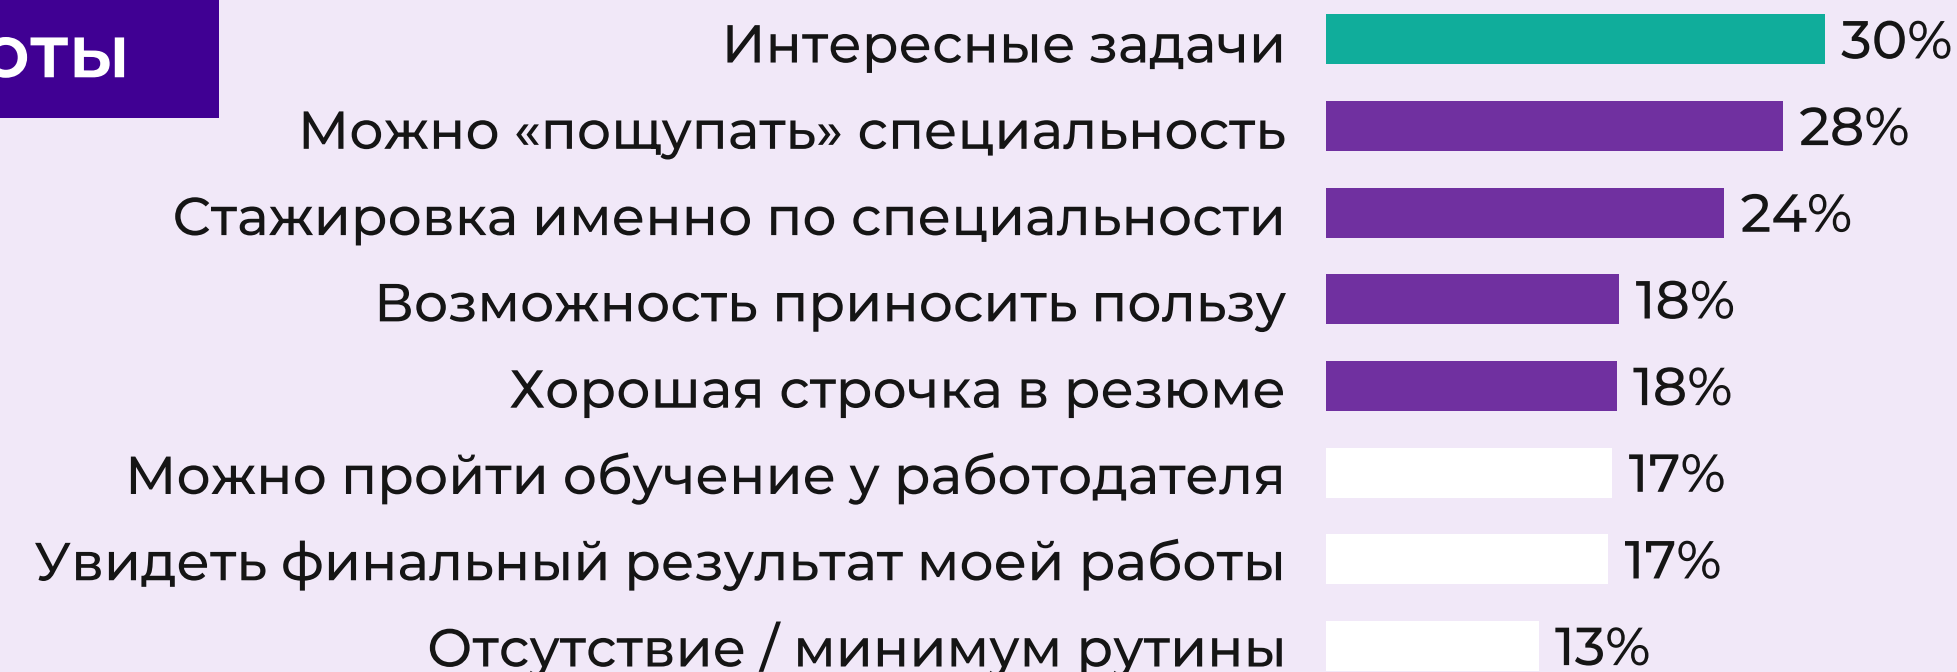 ОТЫ
Интересные задачи 30%
Можно «пощупать» специальность 28%
Стажировка именно по специальности 24%
Возможность приносить пользу 18%
Хорошая строчка в резюме 18%
Можно пройти обучение у работодателя 17%
Увидеть финальный результат моей работы 17%
Отсутствие / минимум рутины 13%